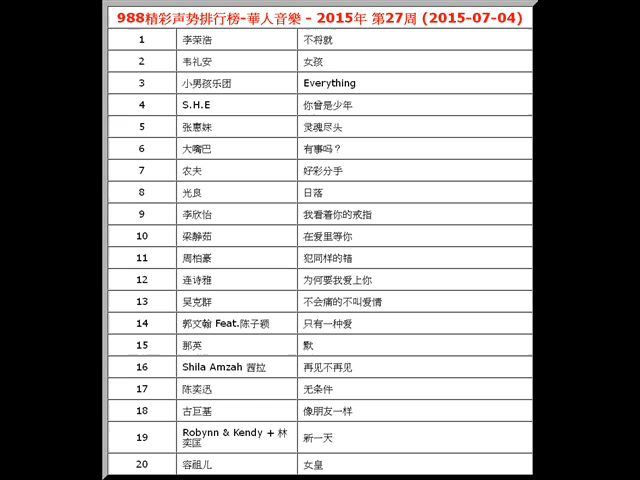 988精彩声势排行榜-華人音樂 - 2015年 第27周 (2015-07-04)
1 李荣浩 不将就
2 韦礼安 女孩
3 小男孩乐团 Everything
4 S.H.E 你曾是少年
5 张惠妹 灵魂尽头
6 大嘴巴 有事吗？
7 农夫 好彩分手
8 光良 日落
9 李欣怡 我看着你的戒指
10 梁静茹 在爱里等你
11 周柏豪 犯同样的错
12 连诗雅 为何要我爱上你
13 吴克群 不会痛的不叫爱情
14 郭文翰 Feat.陈子颖 只有一种爱
15 那英 默
16 Shila Amzah 茜拉 再见不再见
17 陈奕迅 无条件
18 古巨基 像朋友一样
19 Robynn & Kendy + 林
奕匡 新一天
20 容祖儿 女皇